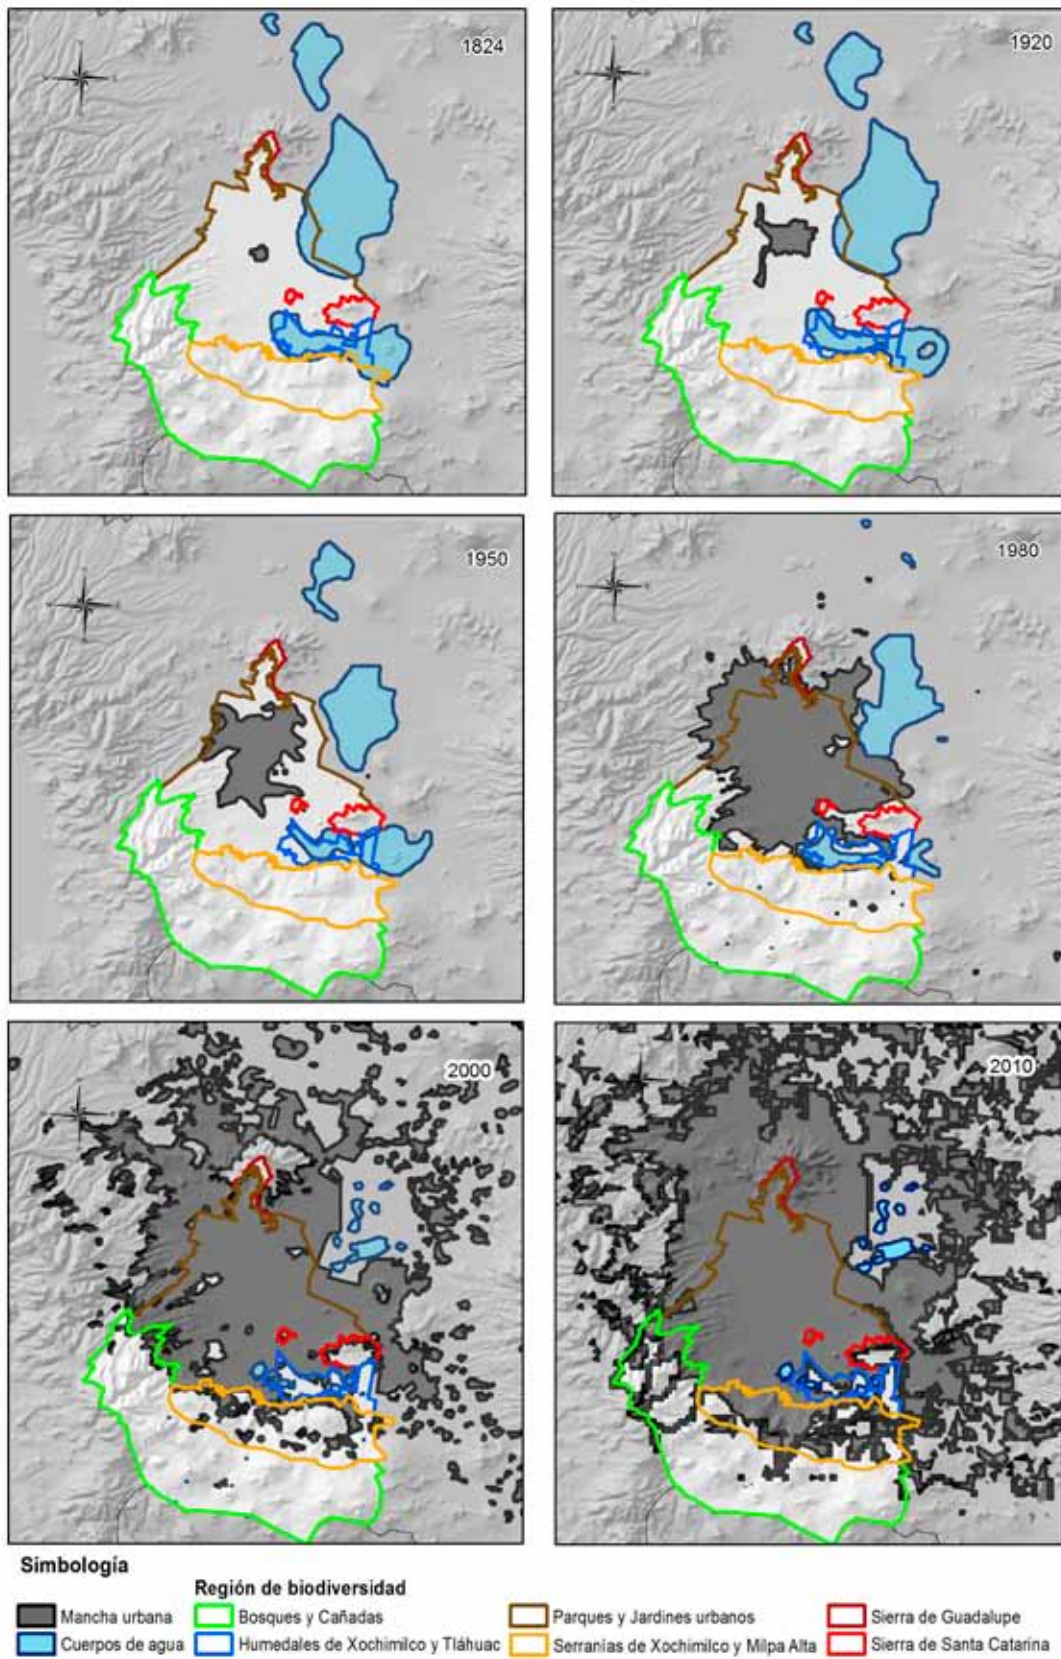 1824
1920
1950
1980
2000
2010
Simbología
Región de biodiversidad
Mancha urbana
Bosques y Cañadas
Parques y Jardines urbanos
Sierra de Guadalupe
Cuerpos de agua
Humedales de Xochimilco y Tláhuac
Serranías de Xochimilco y Milpa Alta
Sierra de Santa Catarina